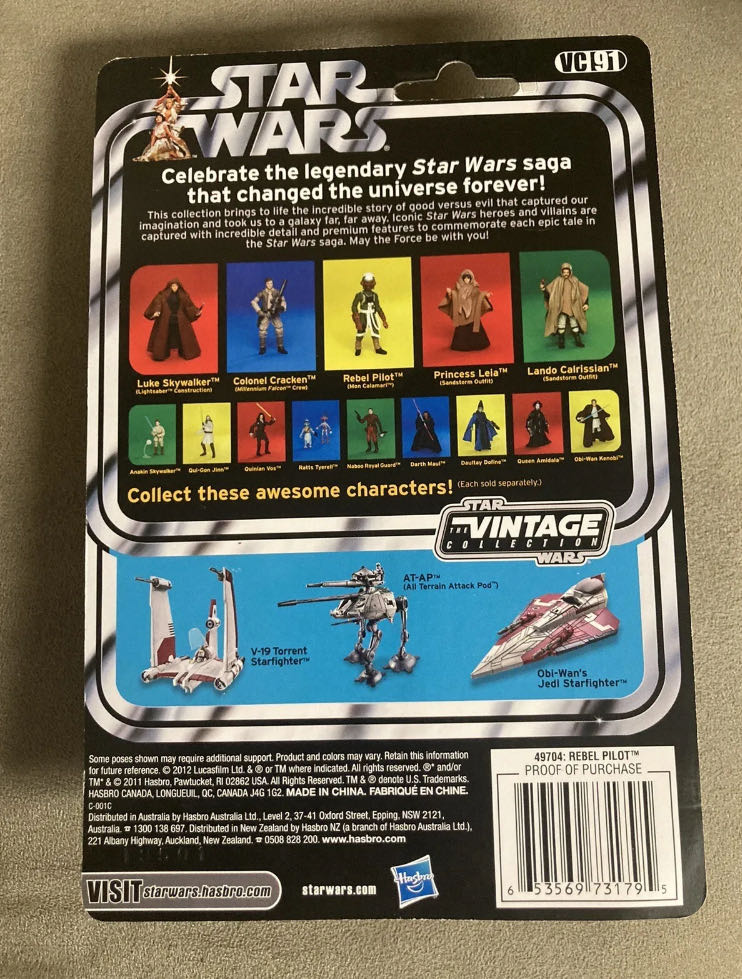 VC 91
STAR
WARS®
Celebrate the legendary Star Wars saga
that changed the universe forever!
This collection brings to life the incredible story of good versus evil that captured our
imagination and took us to a galaxy far, far away. Iconic Star Wars heroes and villains are
captured with incredible detail and premium features to commemorate each epic tale in
the Star Wars saga. May the Force be with you!
Luke Skywalker™
(Lightsaber™ Construction)
Colonel Cracken™
(Millennium Falcon™ Crew)
Rebel Pilot™
(Mon Calamari™)
Princess Leia™
(Sandstorm Outfit)
Lando Calrissian™
(Sandstorm Outfit)
Anakin Skywalker™ Qui-Gon Jinn™ Quinlan Vos™ Ratts Tyerell™ Naboo Royal Guard™ Darth Maul™ Daultay Dofine™ Queen Amidala™ Obi-Wan Kenobi™
Collect these awesome characters! (Each sold separately.)
STAR
THE VINTAGE
COLLECTION
WARS
V-19 Torrent
Starfighter™
AT-AP™
(All Terrain Attack Pod™)
Obi-Wan's
Jedi Starfighter™
Some poses shown may require additional support. Product and colors may vary. Retain this information
for future reference. © 2012 Lucasfilm Ltd. & ® or TM where indicated. All rights reserved. ®* and/or
TM* & © 2011 Hasbro, Pawtucket, RI 02862 USA. All Rights Reserved. TM & ® denote U.S. Trademarks.
HASBRO CANADA, LONGUEUIL, QC, CANADA J4G 1G2. MADE IN CHINA. FABRIQUÉ EN CHINE.
C-001C
Distributed in Australia by Hasbro Australia Ltd., Level 2, 37-41 Oxford Street, Epping, NSW 2121,
Australia. ☎ 1300 138 697. Distributed in New Zealand by Hasbro NZ (a branch of Hasbro Australia Ltd.),
221 Albany Highway, Auckland, New Zealand. ☎ 0508 828 200. www.hasbro.com
VISIT starwars.hasbro.com
starwars.com
Hasbro
49704: REBEL PILOT™
PROOF OF PURCHASE
6 53569 73179 5